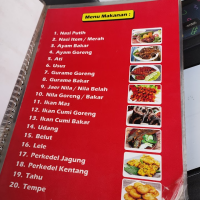 Menu Makanan :
1. Nasi Putih
2. Nasi Item / Merah
3. Ayam Bakar
4. Ayam Goreng
5. Ati
6. Usus
7. Gurame Goreng
8. Gurame Bakar
9. Jaer Nila / Nila Belah
10. Nila Goreng / Bakar
11. Ikan Mas
12. Ikan Cumi Goreng
13. Ikan Cumi Bakar
14. Udang
15. Belut
16. Lele
17. Perkedel Jagung
18. Perkedel Kentang
19. Tahu
20. Tempe